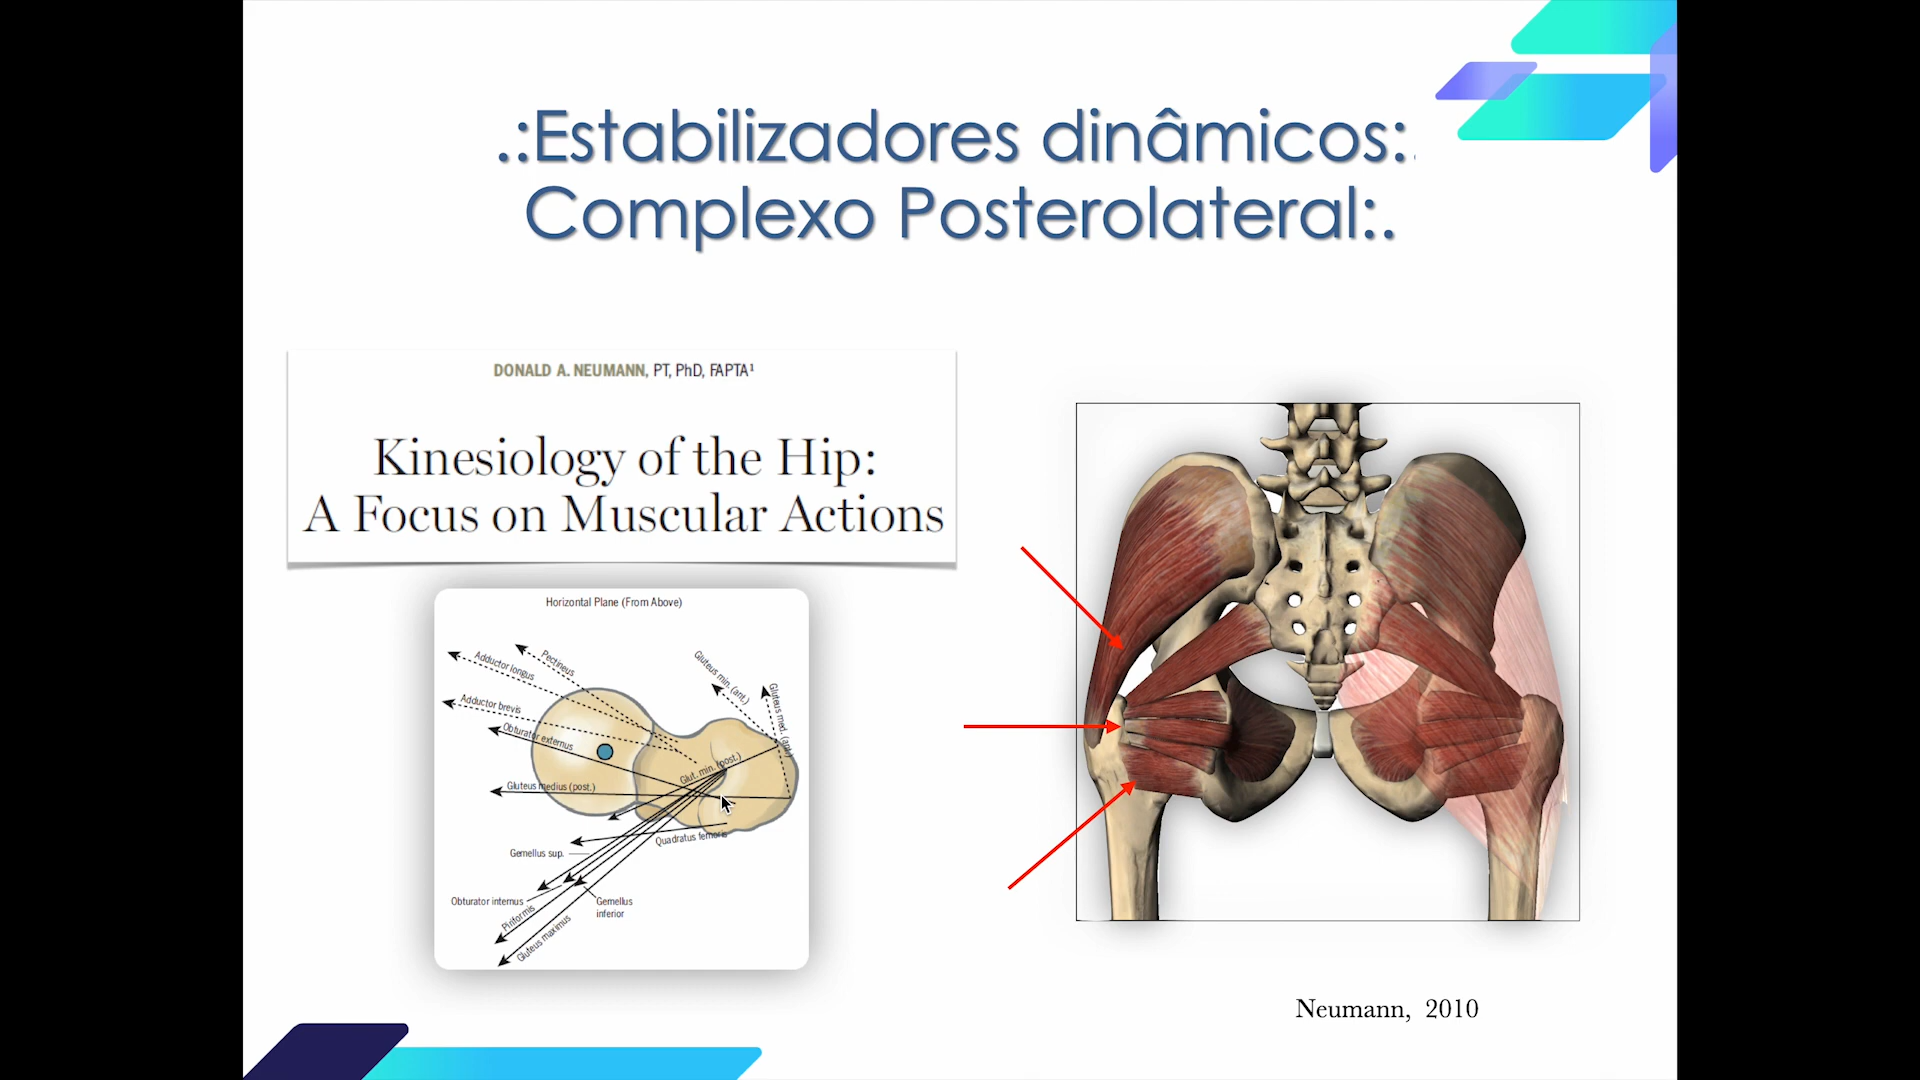 .:Estabilizadores dinâmicos:.
Complexo Posterolateral:.
DONALD A. NEUMANN, PT, PhD, FAPTA¹
Kinesiology of the Hip:
A Focus on Muscular Actions
Horizontal Plane (From Above)
Pectineus
Adductor longus
Adductor brevis
Obturator externus
Gluteus min. (ant.)
Gluteus med. (ant.)
Glut. min. (post.)
Gluteus medius (post.)
Quadratus femoris
Gemellus sup.
Obturator internus
Gemellus
inferior
Piriformis
Gluteus maximus
Neumann, 2010